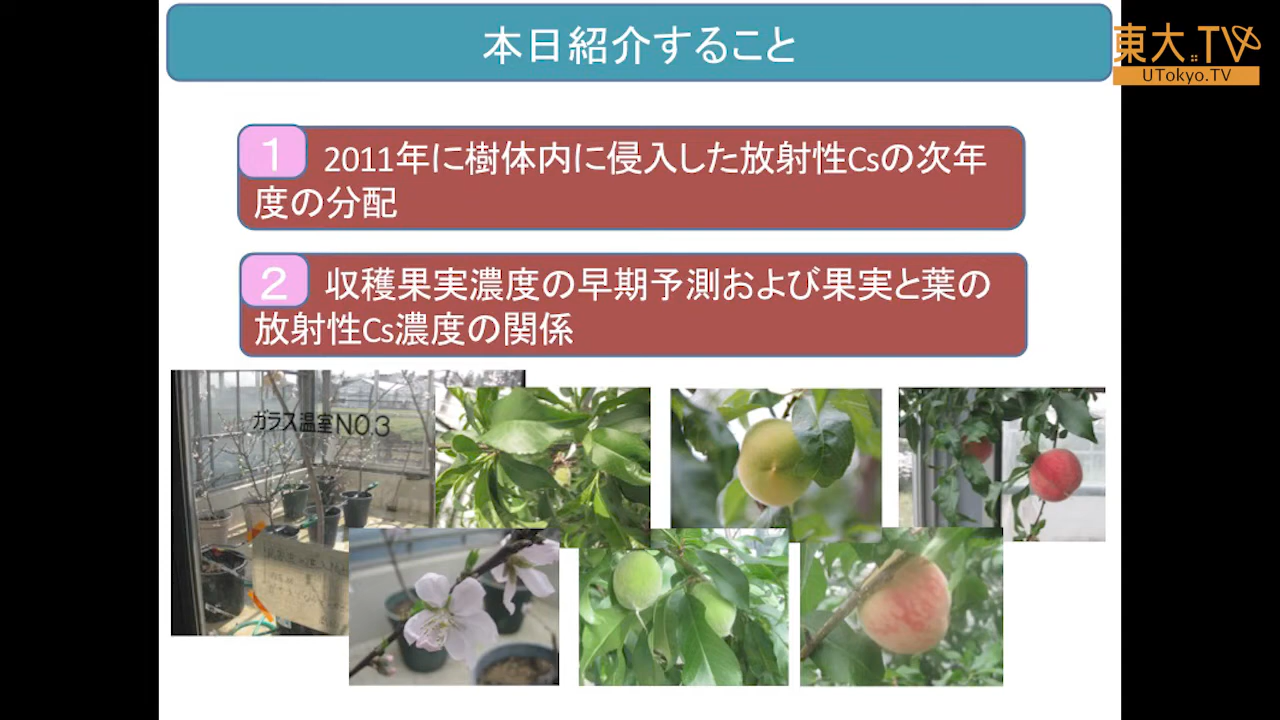 本日紹介すること
東大.TV
UTokyo.TV
1 2011年に樹体内に侵入した放射性Csの次年
度の分配
2 収穫果実濃度の早期予測および果実と葉の
放射性Cs濃度の関係
ガラス温室NO.3